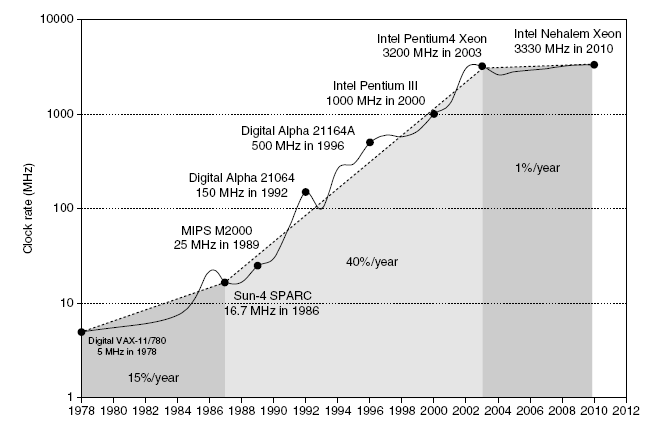 10000
1000
100
10
1
Clock rate (MHz)
Intel Pentium4 Xeon
3200 MHz in 2003
Intel Nehalem Xeon
3330 MHz in 2010
Intel Pentium III
1000 MHz in 2000
Digital Alpha 21164A
500 MHz in 1996
1%/year
Digital Alpha 21064
150 MHz in 1992
MIPS M2000
25 MHz in 1989
40%/year
Sun-4 SPARC
16.7 MHz in 1986
Digital VAX-11/780
5 MHz in 1978
15%/year
1978 1980 1982 1984 1986 1988 1990 1992 1994 1996 1998 2000 2002 2004 2006 2008 2010 2012